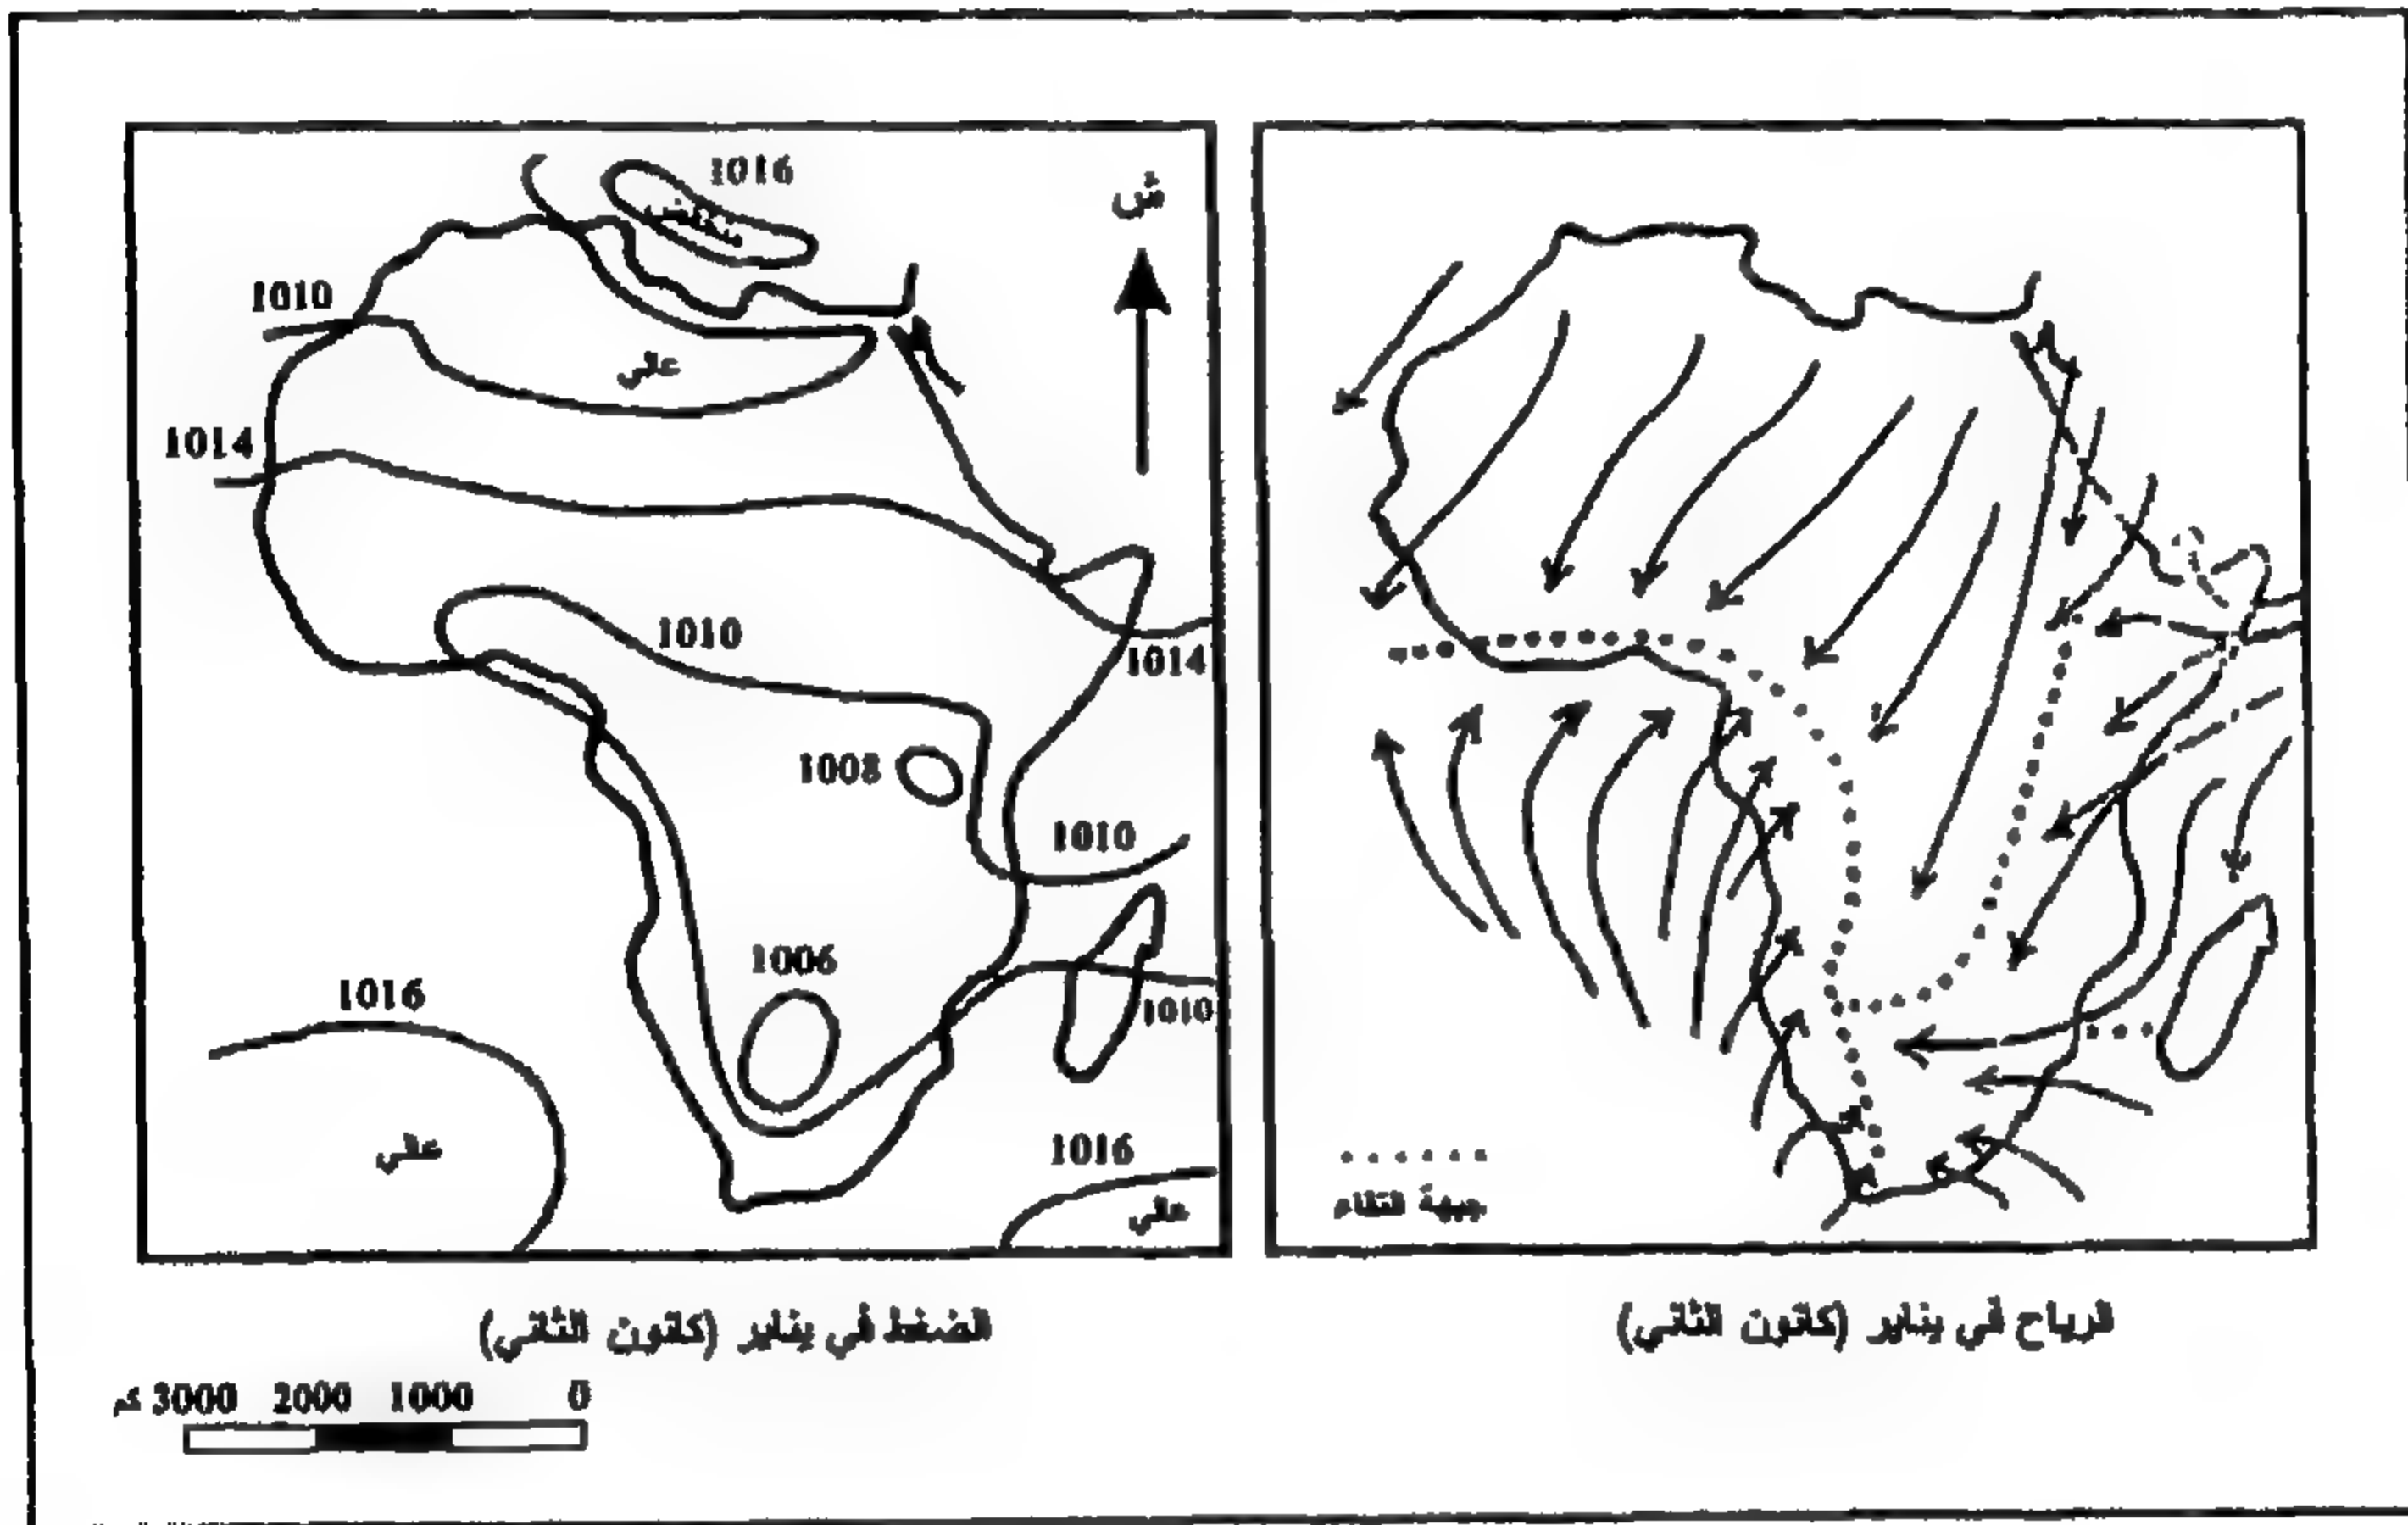 1016
منخفض
ش
1010
عالي
1014
1010
1014
1008
1010
1006
1016
1010
عالي
1016
عالي
جبهة التقاء
الضغط في يناير (كانون الثاني)
الرياح في يناير (كانون الثاني)
0 1000 2000 3000 كم